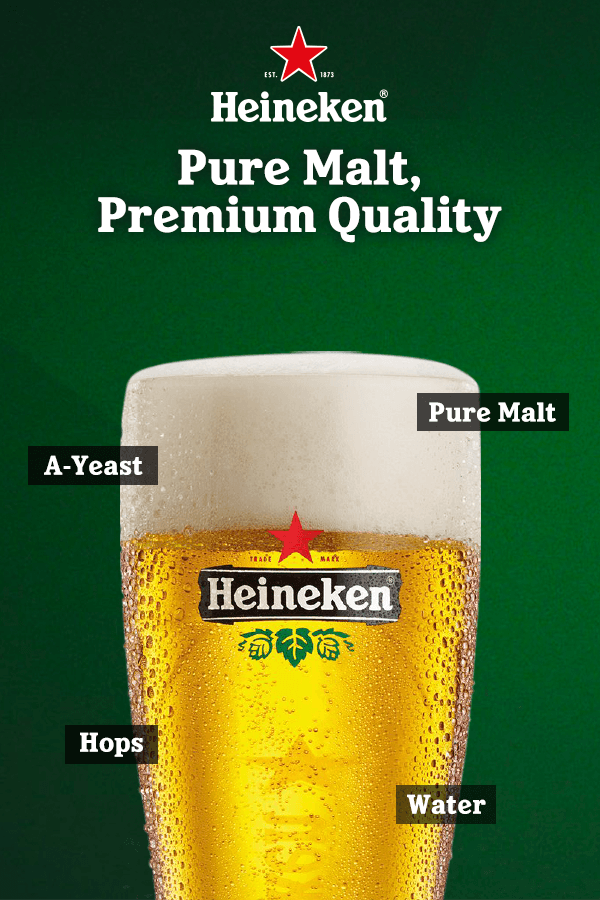 EST. 1873
Heineken®
Pure Malt,
Premium Quality
Pure Malt
A-Yeast
TRADE MARK
Heineken®
Hops
Water